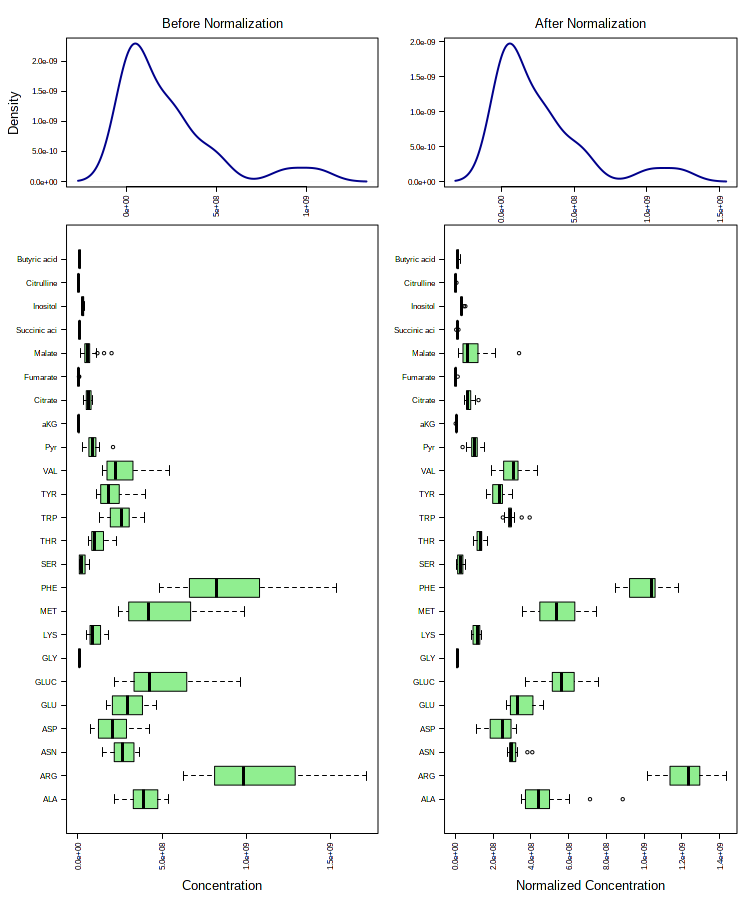 Before Normalization
After Normalization
Density
2.0e-09
1.5e-09
1.0e-09
5.0e-10
0.0e+00
0e+00
5e+08
1e+09
2.0e-09
1.5e-09
1.0e-09
5.0e-10
0.0e+00
0.0e+00
5.0e+08
1.0e+09
1.5e+09
Butyric acid
Citrulline
Inositol
Succinic aci
Malate
Fumarate
Citrate
aKG
Pyr
VAL
TYR
TRP
THR
SER
PHE
MET
LYS
GLY
GLUC
GLU
ASP
ASN
ARG
ALA
0.0e+00
5.0e+08
1.0e+09
1.5e+09
Concentration
Butyric acid
Citrulline
Inositol
Succinic aci
Malate
Fumarate
Citrate
aKG
Pyr
VAL
TYR
TRP
THR
SER
PHE
MET
LYS
GLY
GLUC
GLU
ASP
ASN
ARG
ALA
0.0e+00
2.0e+08
4.0e+08
6.0e+08
8.0e+08
1.0e+09
1.2e+09
1.4e+09
Normalized Concentration